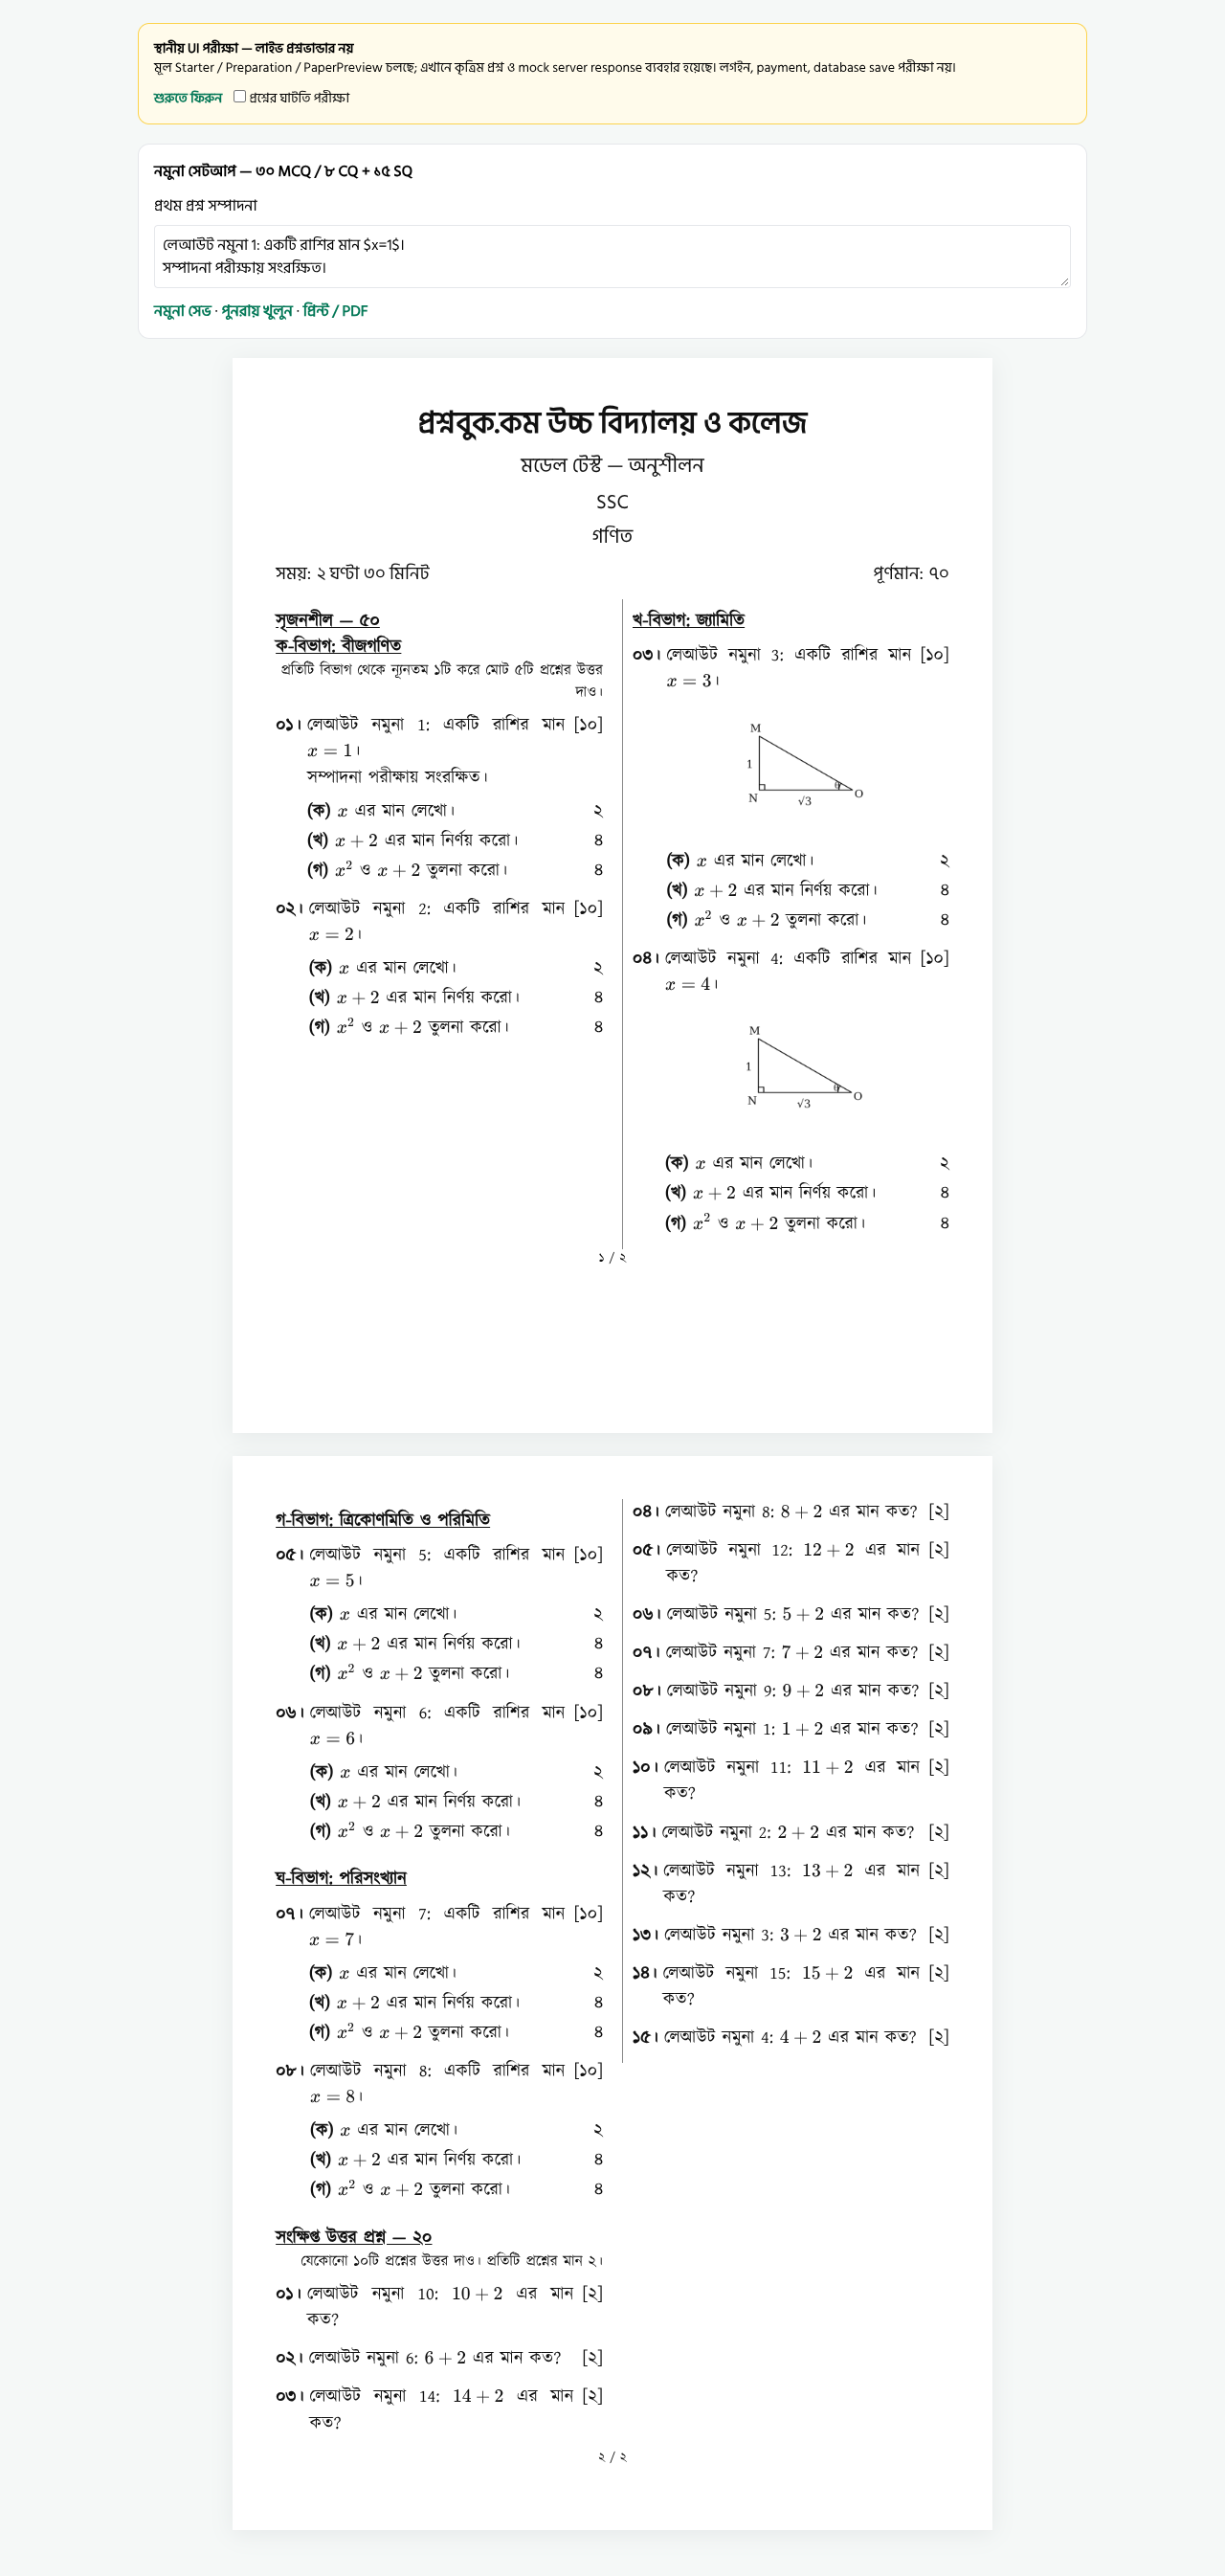 স্থানীয় UI পরীক্ষা — লাইভ প্রশ্নভান্ডার নয়
মূল Starter / Preparation / PaperPreview চলছে; এখানে কৃত্রিম প্রশ্ন ও mock server response ব্যবহার হয়েছে। লগইন, payment, database save পরীক্ষা নয়।
শুরুতে ফিরুন প্রশ্নের ঘাটতি পরীক্ষা
নমুনা সেটআপ — ৩০ MCQ / ৮ CQ + ১৫ SQ
প্রথম প্রশ্ন সম্পাদনা
লেআউট নমুনা 1: একটি রাশির মান $x=1$।
সম্পাদনা পরীক্ষায় সংরক্ষিত।
নমুনা সেভ · পুনরায় খুলুন · প্রিন্ট / PDF
প্রশ্নবুক.কম উচ্চ বিদ্যালয় ও কলেজ
মডেল টেস্ট — অনুশীলন
SSC
গণিত
সময়: ২ ঘণ্টা ৩০ মিনিট পূর্ণমান: ৭০
সৃজনশীল — ৫০
ক-বিভাগ: বীজগণিত
প্রতিটি বিভাগ থেকে ন্যূনতম ১টি করে মোট ৫টি প্রশ্নের উত্তর
দাও।
০১। লেআউট নমুনা 1: একটি রাশির মান [১০]
x = 1।
সম্পাদনা পরীক্ষায় সংরক্ষিত।
(ক) x এর মান লেখো। ২
(খ) x + 2 এর মান নির্ণয় করো। ৪
(গ) x² ও x + 2 তুলনা করো। ৪
০২। লেআউট নমুনা 2: একটি রাশির মান [১০]
x = 2।
(ক) x এর মান লেখো। ২
(খ) x + 2 এর মান নির্ণয় করো। ৪
(গ) x² ও x + 2 তুলনা করো। ৪
খ-বিভাগ: জ্যামিতি
০৩। লেআউট নমুনা 3: একটি রাশির মান [১০]
x = 3।
M
1
N √3 θ O
(ক) x এর মান লেখো। ২
(খ) x + 2 এর মান নির্ণয় করো। ৪
(গ) x² ও x + 2 তুলনা করো। ৪
০৪। লেআউট নমুনা 4: একটি রাশির মান [১০]
x = 4।
M
1
N √3 θ O
(ক) x এর মান লেখো। ২
(খ) x + 2 এর মান নির্ণয় করো। ৪
(গ) x² ও x + 2 তুলনা করো। ৪
১ / ২
গ-বিভাগ: ত্রিকোণমিতি ও পরিমিতি
০৫। লেআউট নমুনা 5: একটি রাশির মান [১০]
x = 5।
(ক) x এর মান লেখো। ২
(খ) x + 2 এর মান নির্ণয় করো। ৪
(গ) x² ও x + 2 তুলনা করো। ৪
০৬। লেআউট নমুনা 6: একটি রাশির মান [১০]
x = 6।
(ক) x এর মান লেখো। ২
(খ) x + 2 এর মান নির্ণয় করো। ৪
(গ) x² ও x + 2 তুলনা করো। ৪
ঘ-বিভাগ: পরিসংখ্যান
০৭। লেআউট নমুনা 7: একটি রাশির মান [১০]
x = 7।
(ক) x এর মান লেখো। ২
(খ) x + 2 এর মান নির্ণয় করো। ৪
(গ) x² ও x + 2 তুলনা করো। ৪
০৮। লেআউট নমুনা 8: একটি রাশির মান [১০]
x = 8।
(ক) x এর মান লেখো। ২
(খ) x + 2 এর মান নির্ণয় করো। ৪
(গ) x² ও x + 2 তুলনা করো। ৪
সংক্ষিপ্ত উত্তর প্রশ্ন — ২০
যেকোনো ১০টি প্রশ্নের উত্তর দাও। প্রতিটি প্রশ্নের মান ২।
০১। লেআউট নমুনা 10: 10 + 2 এর মান [২]
কত?
০২। লেআউট নমুনা 6: 6 + 2 এর মান কত? [২]
০৩। লেআউট নমুনা 14: 14 + 2 এর মান [২]
কত?
০৪। লেআউট নমুনা 8: 8 + 2 এর মান কত? [২]
০৫। লেআউট নমুনা 12: 12 + 2 এর মান [২]
কত?
০৬। লেআউট নমুনা 5: 5 + 2 এর মান কত? [২]
০৭। লেআউট নমুনা 7: 7 + 2 এর মান কত? [২]
০৮। লেআউট নমুনা 9: 9 + 2 এর মান কত? [২]
০৯। লেআউট নমুনা 1: 1 + 2 এর মান কত? [২]
১০। লেআউট নমুনা 11: 11 + 2 এর মান [২]
কত?
১১। লেআউট নমুনা 2: 2 + 2 এর মান কত? [২]
১২। লেআউট নমুনা 13: 13 + 2 এর মান [২]
কত?
১৩। লেআউট নমুনা 3: 3 + 2 এর মান কত? [২]
১৪। লেআউট নমুনা 15: 15 + 2 এর মান [২]
কত?
১৫। লেআউট নমুনা 4: 4 + 2 এর মান কত? [২]
২ / ২